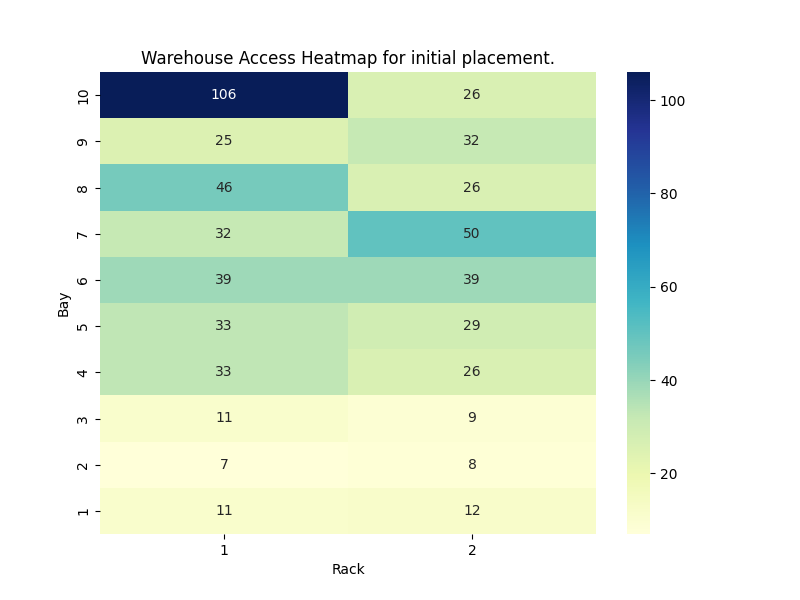 Warehouse Access Heatmap for initial placement.
10 106 26 100
9 25 32
8 46 26 80
7 32 50
6 39 39 60
Bay
5 33 29
4 33 26 40
3 11 9
2 7 8 20
1 11 12
1 2
Rack